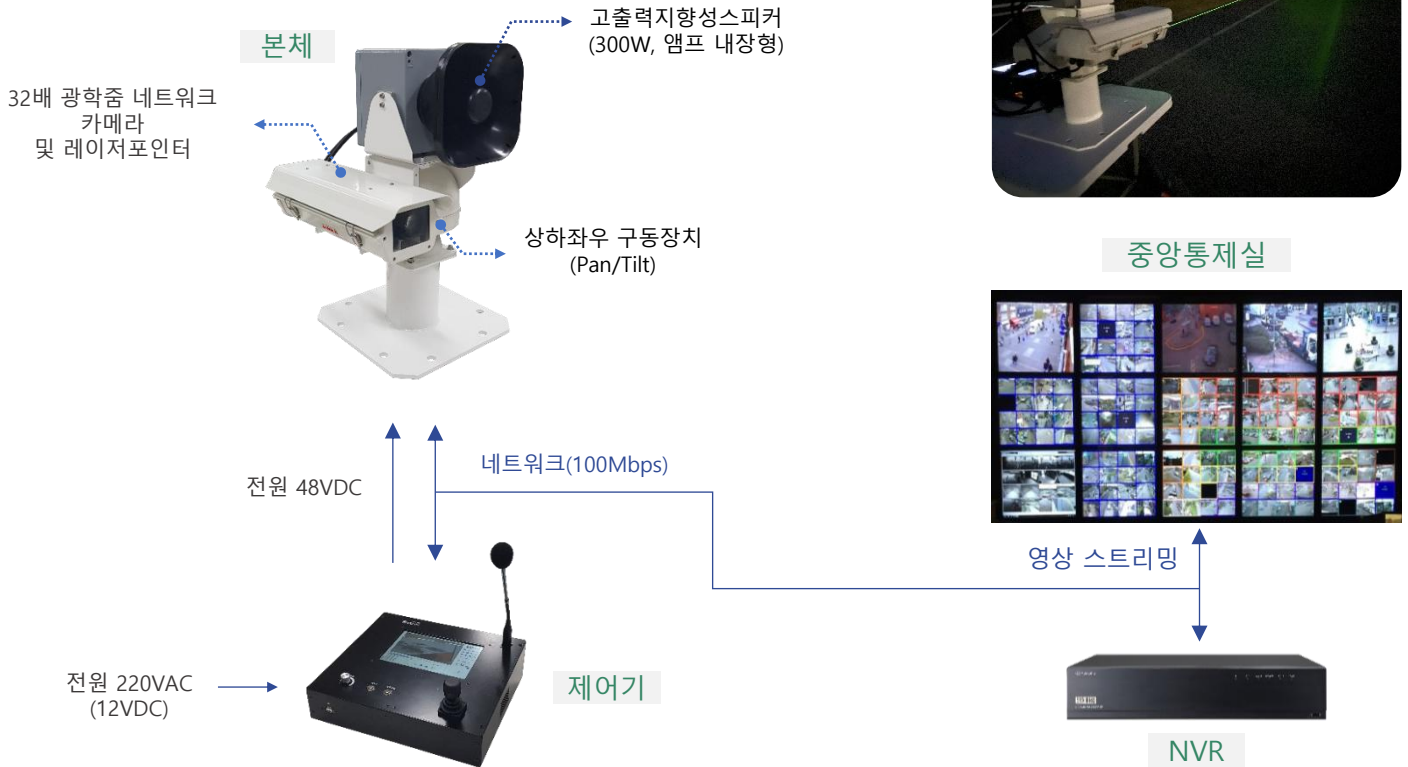 고출력지향성스피커
(300W, 앰프 내장형)
본체
32배 광학줌 네트워크
카메라
및 레이저포인터
상하좌우 구동장치
(Pan/Tilt)
중앙통제실
네트워크(100Mbps)
전원 48VDC
영상 스트리밍
전원 220VAC
(12VDC)
제어기
NVR